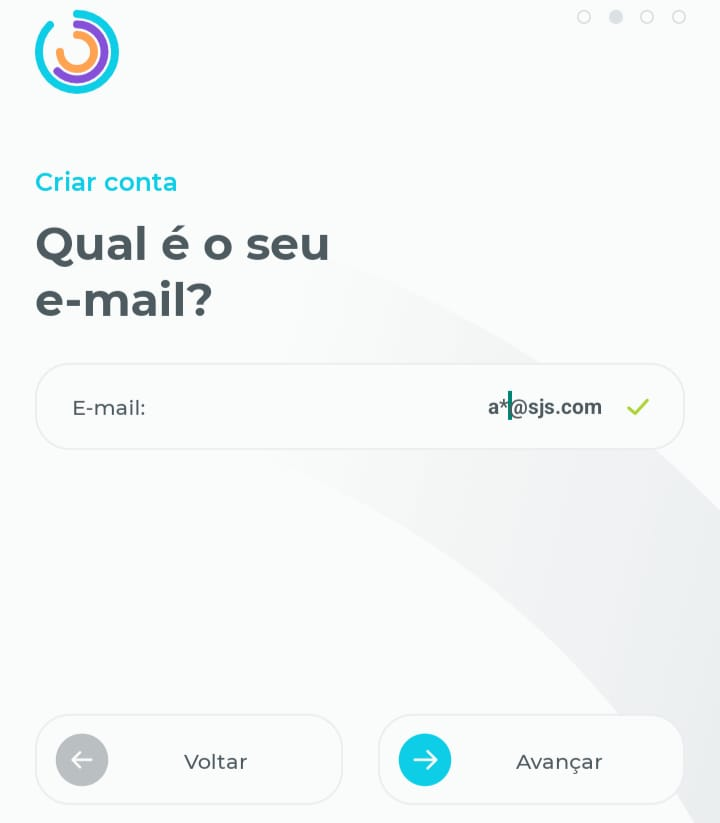 Criar conta
Qual é o seu
e-mail?
E-mail: a*@sjs.com
Voltar
Avançar